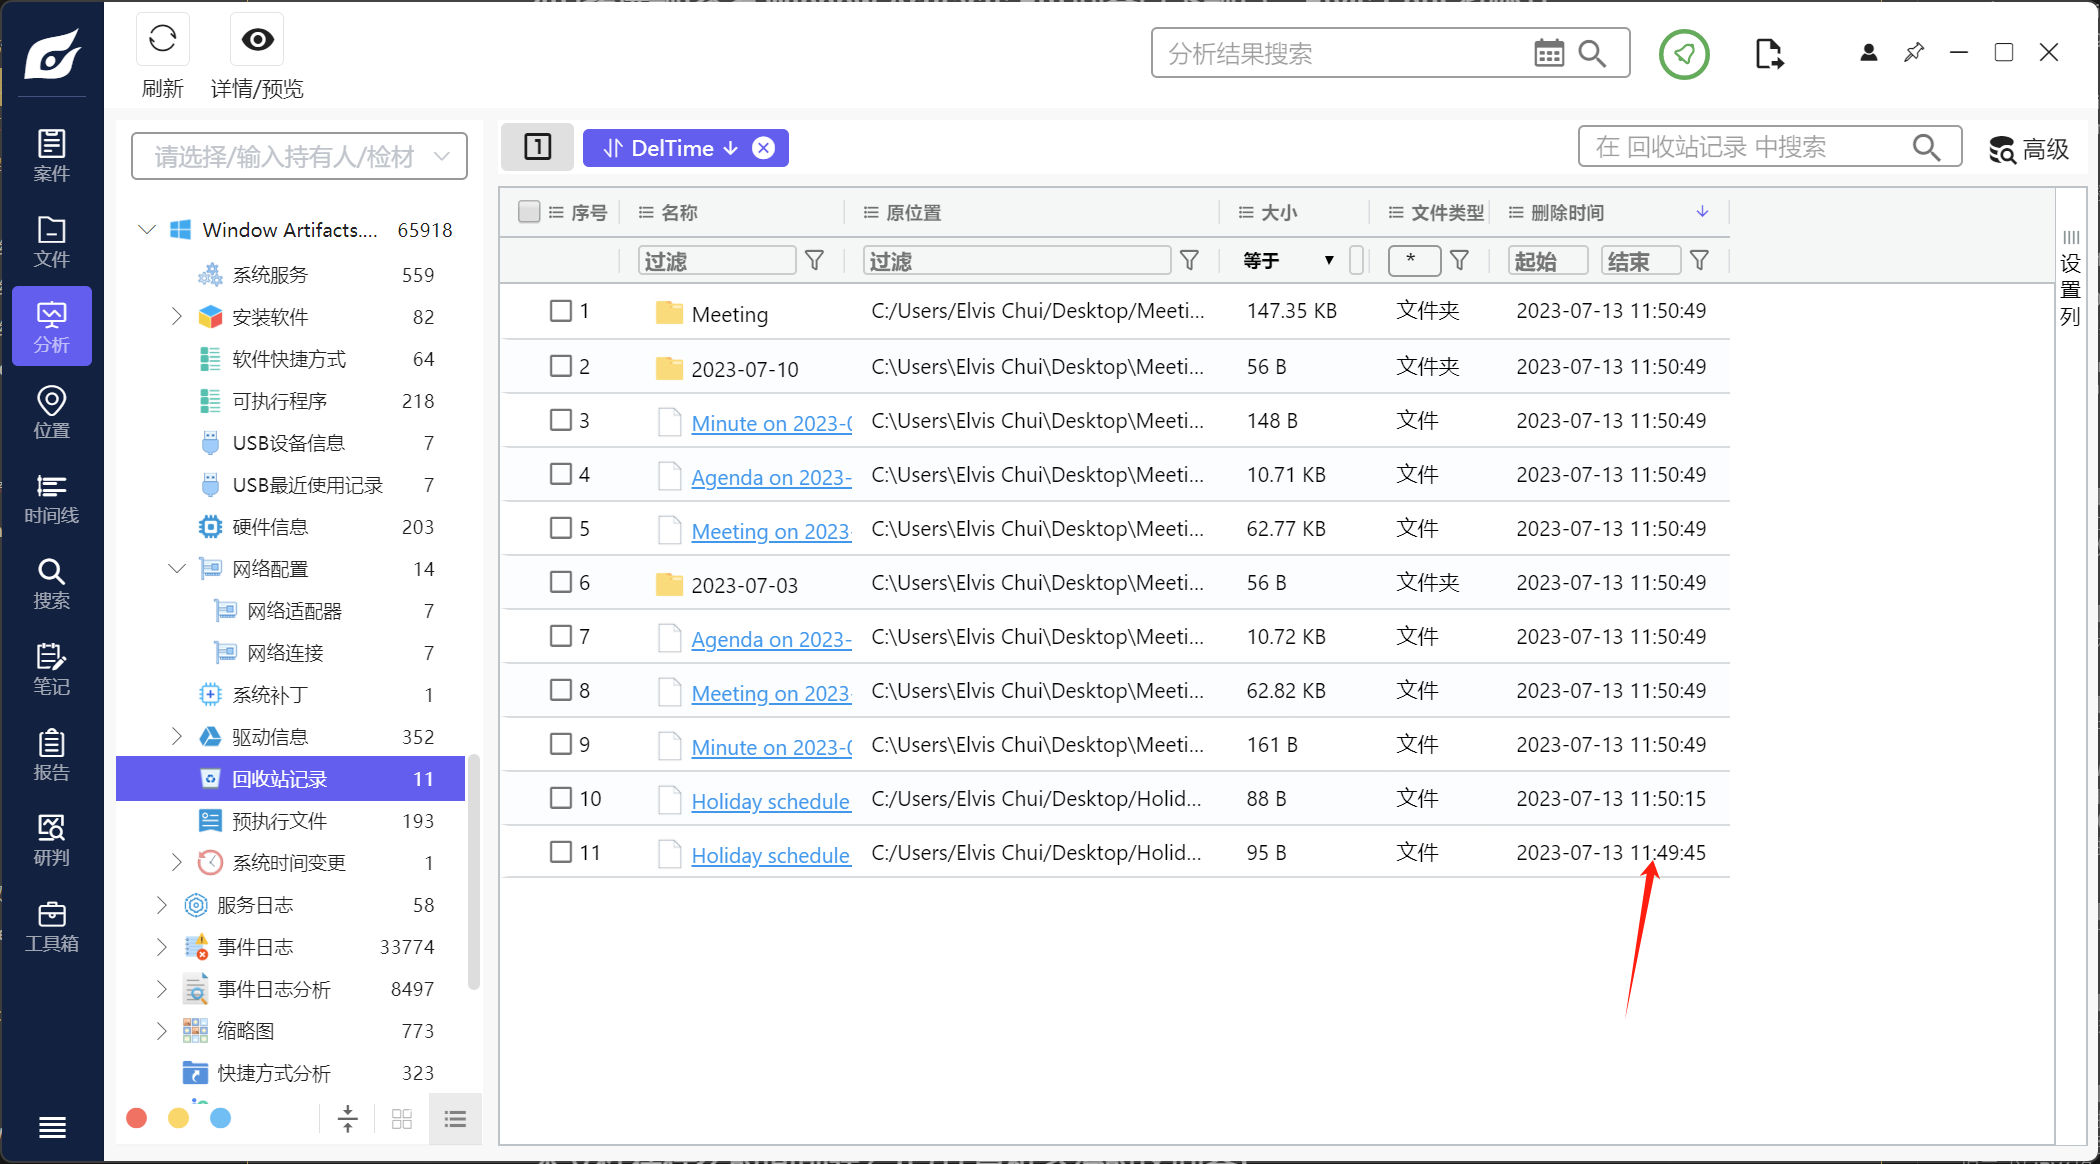 刷新
详情/预览
分析结果搜索
案件
文件
分析
位置
时间线
搜索
笔记
报告
研判
工具箱
请选择/输入持有人/检材
Window Artifacts.... 65918
系统服务 559
安装软件 82
软件快捷方式 64
可执行程序 218
USB设备信息 7
USB最近使用记录 7
硬件信息 203
网络配置 14
网络适配器 7
网络连接 7
系统补丁 1
驱动信息 352
回收站记录 11
预执行文件 193
系统时间变更 1
服务日志 58
事件日志 33774
事件日志分析 8497
缩略图 773
快捷方式分析 323
1 DelTime
在 回收站记录 中搜索
高级
序号 名称 原位置 大小 文件类型 删除时间
过滤 过滤 等于 * 起始 结束
1 Meeting C:/Users/Elvis Chui/Desktop/Meeti... 147.35 KB 文件夹 2023-07-13 11:50:49
2 2023-07-10 C:\Users\Elvis Chui\Desktop\Meeti... 56 B 文件夹 2023-07-13 11:50:49
3 Minute on 2023-0 C:\Users\Elvis Chui\Desktop\Meeti... 148 B 文件 2023-07-13 11:50:49
4 Agenda on 2023- C:\Users\Elvis Chui\Desktop\Meeti... 10.71 KB 文件 2023-07-13 11:50:49
5 Meeting on 2023- C:\Users\Elvis Chui\Desktop\Meeti... 62.77 KB 文件 2023-07-13 11:50:49
6 2023-07-03 C:\Users\Elvis Chui\Desktop\Meeti... 56 B 文件夹 2023-07-13 11:50:49
7 Agenda on 2023- C:\Users\Elvis Chui\Desktop\Meeti... 10.72 KB 文件 2023-07-13 11:50:49
8 Meeting on 2023- C:\Users\Elvis Chui\Desktop\Meeti... 62.82 KB 文件 2023-07-13 11:50:49
9 Minute on 2023-0 C:\Users\Elvis Chui\Desktop\Meeti... 161 B 文件 2023-07-13 11:50:49
10 Holiday schedule C:/Users/Elvis Chui/Desktop/Holid... 88 B 文件 2023-07-13 11:50:15
11 Holiday schedule C:/Users/Elvis Chui/Desktop/Holid... 95 B 文件 2023-07-13 11:49:45
设置列